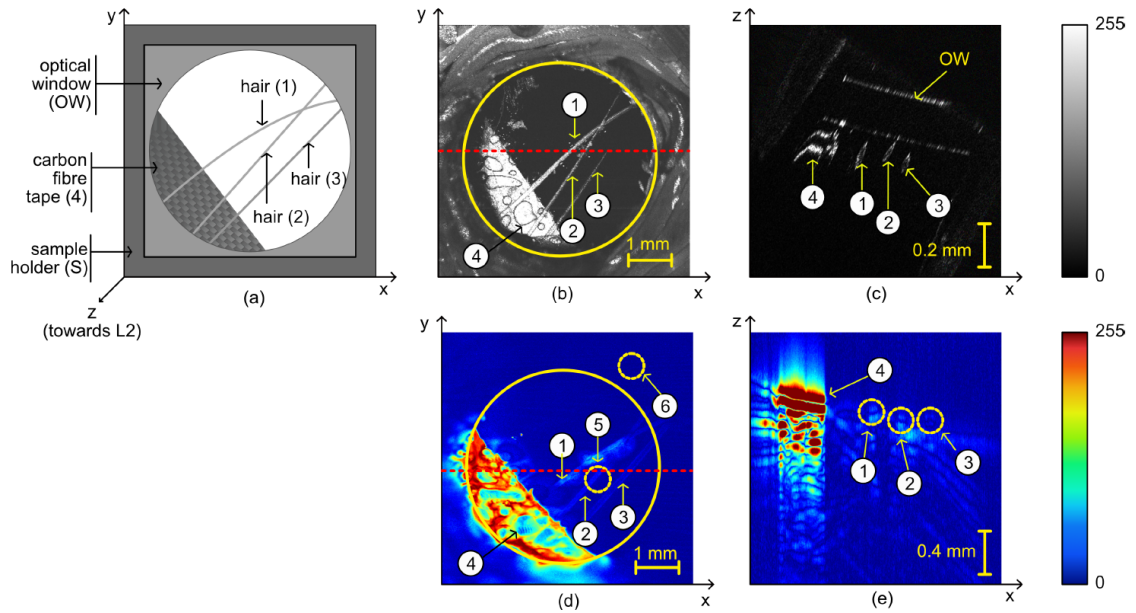 y
optical
window
(OW)
carbon
fibre
tape (4)
sample
holder (S)
hair (1)
hair (3)
hair (2)
z
(towards L2)
x
(a)
y
1
2
3
4
1 mm
x
(b)
z
OW
4
1
2
3
0.2 mm
x
(c)
255
0
y
6
5
1
2
3
4
1 mm
x
(d)
z
4
1
2
3
0.4 mm
x
(e)
255
0